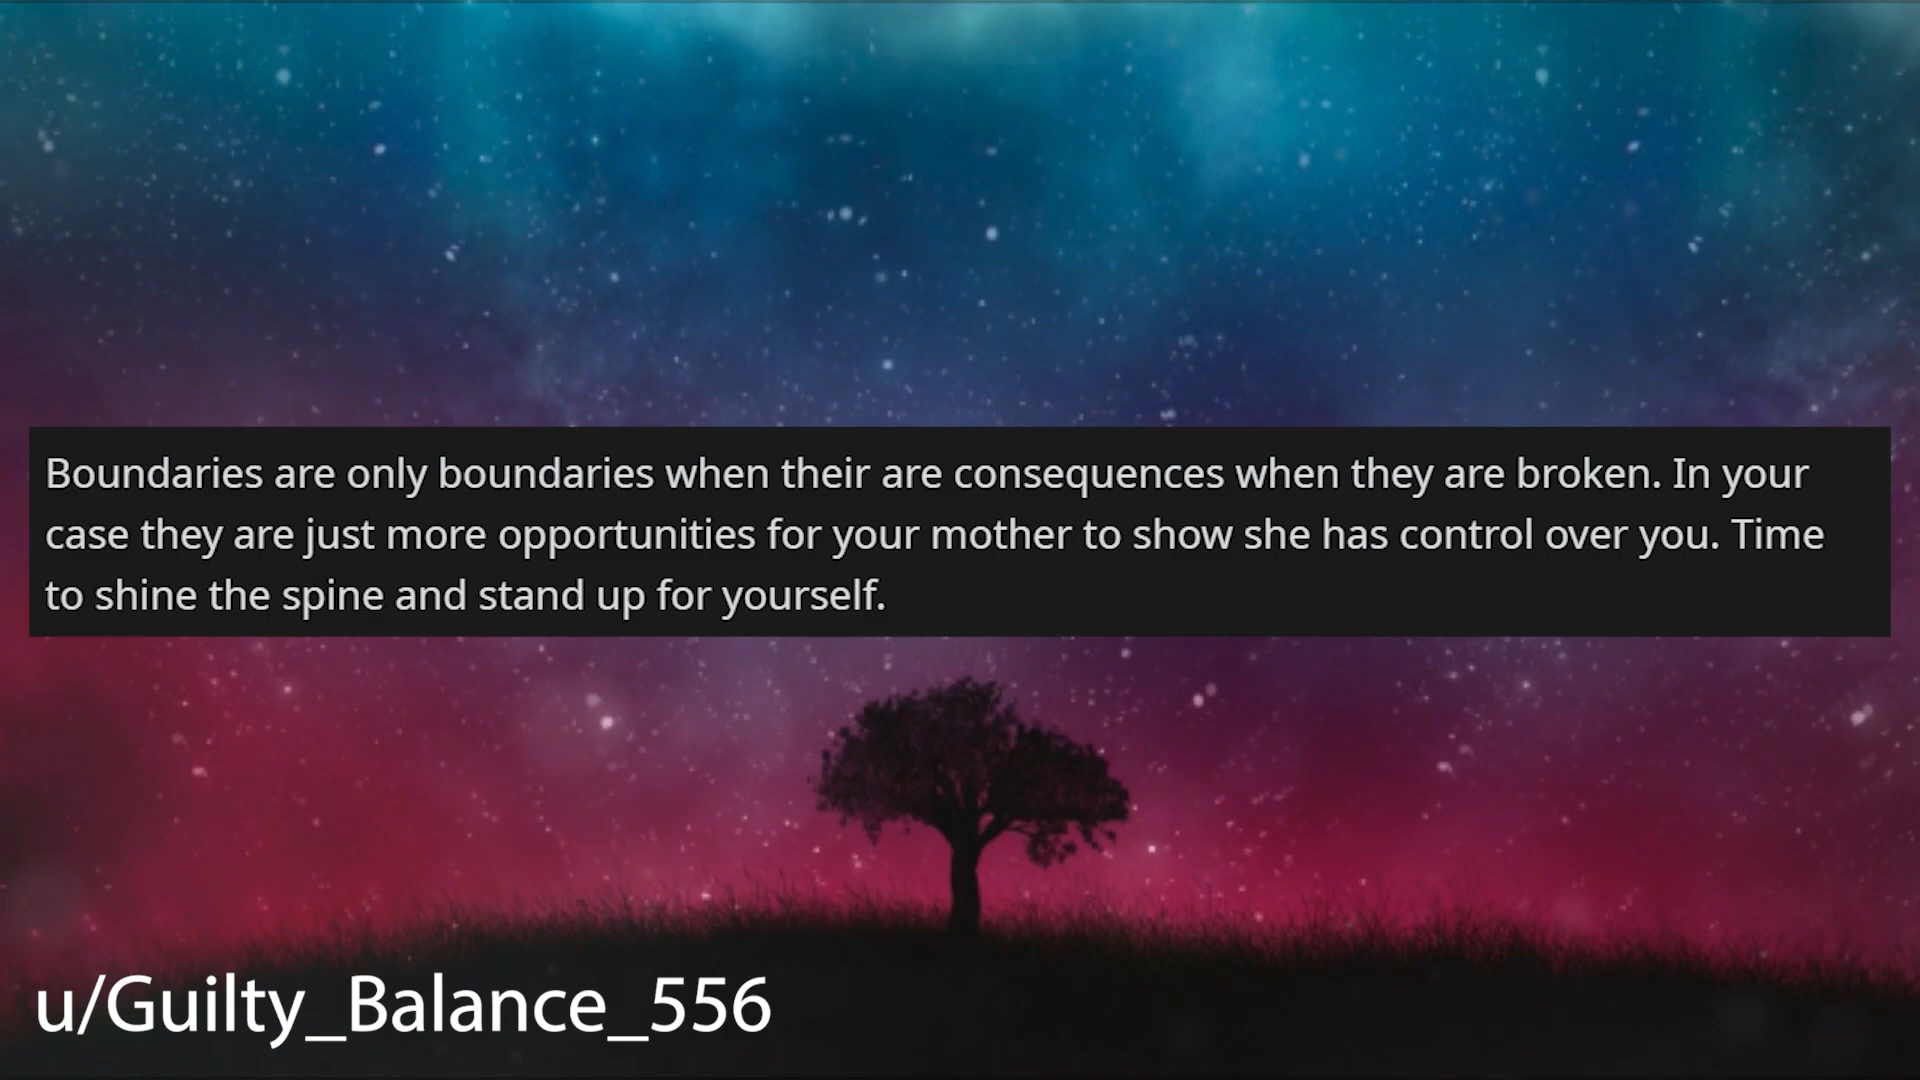 Boundaries are only boundaries when their are consequences when they are broken. In your
case they are just more opportunities for your mother to show she has control over you. Time
to shine the spine and stand up for yourself.
u/Guilty_Balance_556